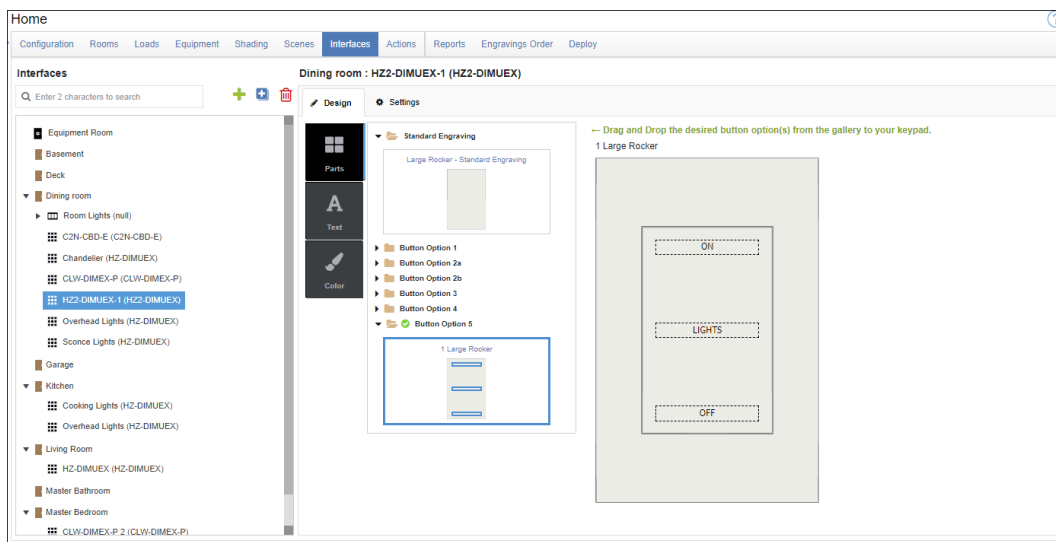 Home
?
Configuration Rooms Loads Equipment Shading Scenes Interfaces Actions Reports Engravings Order Deploy
Interfaces
Enter 2 characters to search
Equipment Room
Basement
Deck
Dining room
Room Lights (null)
C2N-CBD-E (C2N-CBD-E)
Chandelier (HZ-DIMUEX)
CLW-DIMEX-P (CLW-DIMEX-P)
HZ2-DIMUEX-1 (HZ2-DIMUEX)
Overhead Lights (HZ-DIMUEX)
Sconce Lights (HZ-DIMUEX)
Garage
Kitchen
Cooking Lights (HZ-DIMUEX)
Overhead Lights (HZ-DIMUEX)
Living Room
HZ-DIMUEX (HZ-DIMUEX)
Master Bathroom
Master Bedroom
CLW-DIMEX-P 2 (CLW-DIMEX-P)
Dining room : HZ2-DIMUEX-1 (HZ2-DIMUEX)
Design Settings
Parts
A
Text
Color
Standard Engraving
Large Rocker - Standard Engraving
Button Option 1
Button Option 2a
Button Option 2b
Button Option 3
Button Option 4
Button Option 5
1 Large Rocker
← Drag and Drop the desired button option(s) from the gallery to your keypad.
1 Large Rocker
ON
LIGHTS
OFF